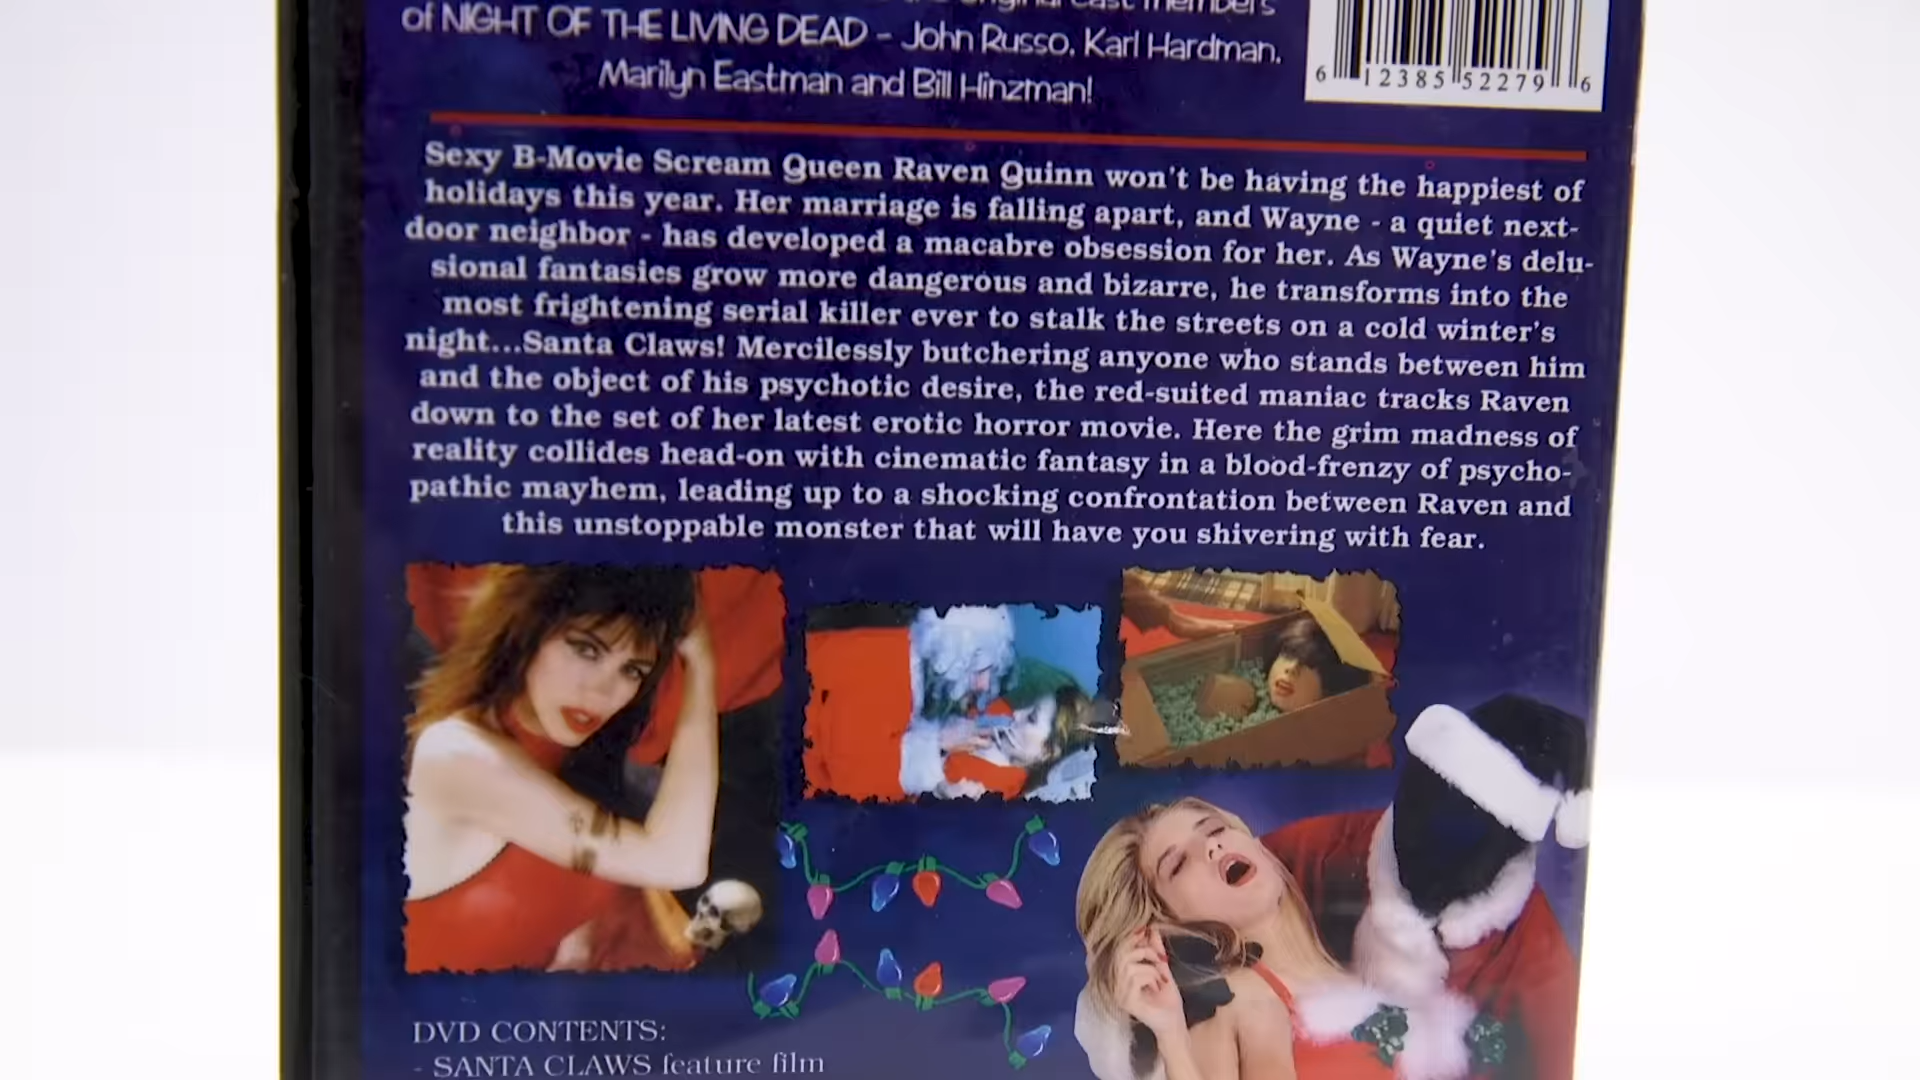 original cast members
of NIGHT OF THE LIVING DEAD - John Russo, Karl Hardman,
Marilyn Eastman and Bill Hinzman!
6 12385 52279 6
Sexy B-Movie Scream Queen Raven Quinn won't be having the happiest of
holidays this year. Her marriage is falling apart, and Wayne - a quiet next-
door neighbor - has developed a macabre obsession for her. As Wayne's delu-
sional fantasies grow more dangerous and bizarre, he transforms into the
most frightening serial killer ever to stalk the streets on a cold winter's
night...Santa Claws! Mercilessly butchering anyone who stands between him
and the object of his psychotic desire, the red-suited maniac tracks Raven
down to the set of her latest erotic horror movie. Here the grim madness of
reality collides head-on with cinematic fantasy in a blood-frenzy of psycho-
pathic mayhem, leading up to a shocking confrontation between Raven and
this unstoppable monster that will have you shivering with fear.
DVD CONTENTS:
- SANTA CLAWS feature film